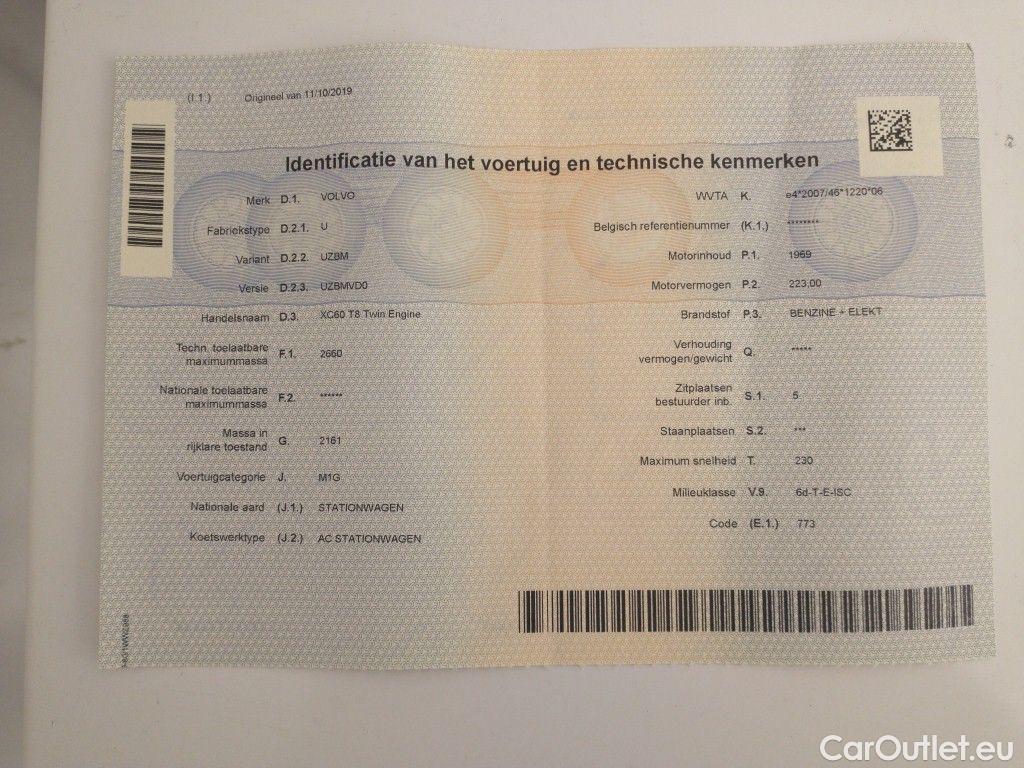 (I.1.) Origineel van 11/10/2019
Identificatie van het voertuig en technische kenmerken
Merk D.1. VOLVO
Fabriekstype D.2.1. U
Variant D.2.2. UZBM
Versie D.2.3. UZBMVD0
Handelsnaam D.3. XC60 T8 Twin Engine
Techn. toelaatbare
maximummassa F.1. 2660
Nationale toelaatbare
maximummassa F.2. ******
Massa in
rijklare toestand G. 2161
Voertuigcategorie J. M1G
Nationale aard (J.1.) STATIONWAGEN
Koetswerktype (J.2.) AC STATIONWAGEN
WVTA K. e4*2007/46*1220*06
Belgisch referentienummer (K.1.) ********
Motorinhoud P.1. 1969
Motorvermogen P.2. 223.00
Brandstof P.3. BENZINE + ELEKT
Verhouding
vermogen/gewicht Q. *****
Zitplaatsen
bestuurder inb. S.1. 5
Staanplaatsen S.2. ***
Maximum snelheid T. 230
Milieuklasse V.9. 6d-T-E-ISC
Code (E.1.) 773
CarOutlet.eu